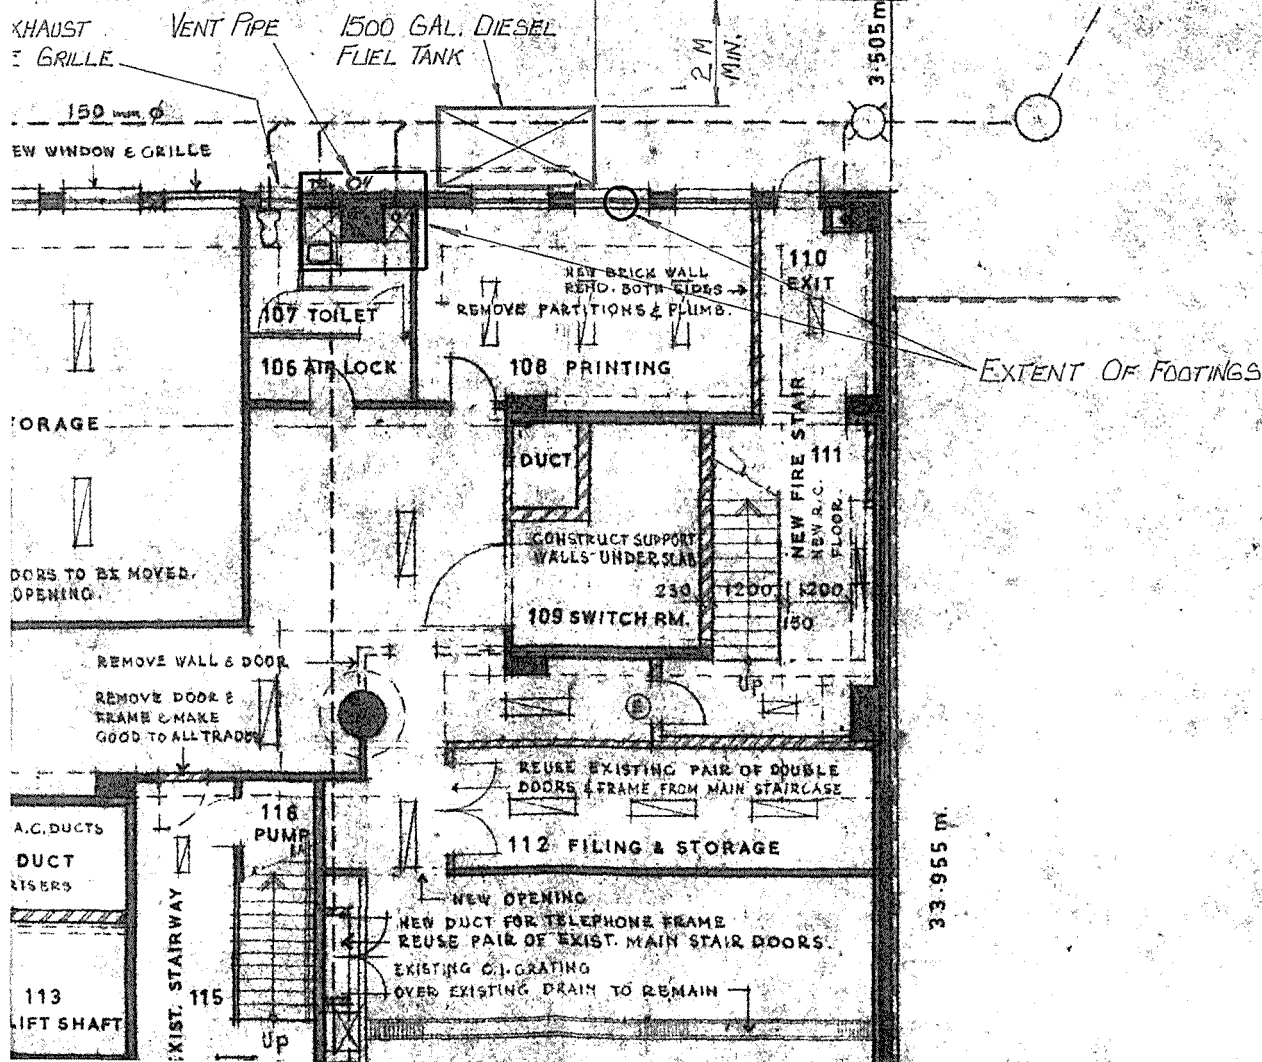 XHAUST
E GRILLE
VENT PIPE
1500 GAL. DIESEL
FUEL TANK
2 M
MIN.
3·505 m
150 mm ϕ
EW WINDOW & GRILLE
NEW BRICK WALL
REND. BOTH SIDES
REMOVE PARTITIONS & PLUMB.
110
EXIT
107 TOILET
106 AIR LOCK
108 PRINTING
EXTENT OF FOOTINGS
ORAGE
DUCT
NEW FIRE STAIR
111
NEW R.C.
FLOOR.
CONSTRUCT SUPPORT
WALLS UNDER SLAB
DOORS TO BE MOVED.
OPENING.
230
1200
1200
150
109 SWITCH RM.
REMOVE WALL & DOOR
REMOVE DOOR &
FRAME & MAKE
GOOD TO ALL TRADES
UP
REUSE EXISTING PAIR OF DOUBLE
DOORS & FRAME FROM MAIN STAIRCASE
116
PUMP
A.C. DUCTS
DUCT
RISERS
112 FILING & STORAGE
33·955 m.
NEW OPENING
NEW DUCT FOR TELEPHONE FRAME
REUSE PAIR OF EXIST. MAIN STAIR DOORS.
EXISTING C.I. GRATING
OVER EXISTING DRAIN TO REMAIN
EXIST. STAIRWAY
115
113
LIFT SHAFT
UP